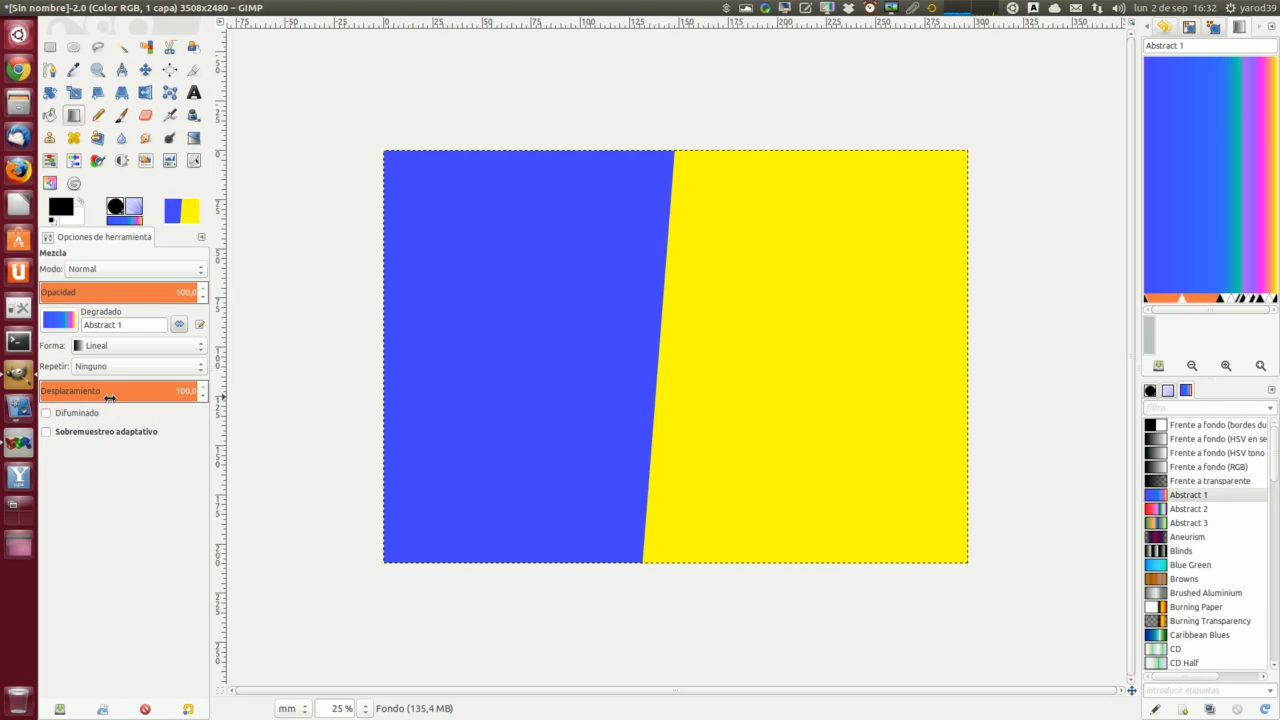 *[Sin nombre]-2.0 (Color RGB, 1 capa) 3508x2480 – GIMP
lun 2 de sep 16:32
yarod39
Abstract 1
Opciones de herramienta
Mezcla
Modo: Normal
Opacidad 100,0
Degradado
Abstract 1
Forma: Lineal
Repetir: Ninguno
Desplazamiento 100,0
Difuminado
Sobremuestreo adaptativo
filtro
Frente a fondo (bordes du
Frente a fondo (HSV en se
Frente a fondo (HSV tono
Frente a fondo (RGB)
Frente a transparente
Abstract 1
Abstract 2
Abstract 3
Aneurism
Blinds
Blue Green
Browns
Brushed Aluminium
Burning Paper
Burning Transparency
Caribbean Blues
CD
CD Half
introducir etiquetas
mm 25 % Fondo (135,4 MB)